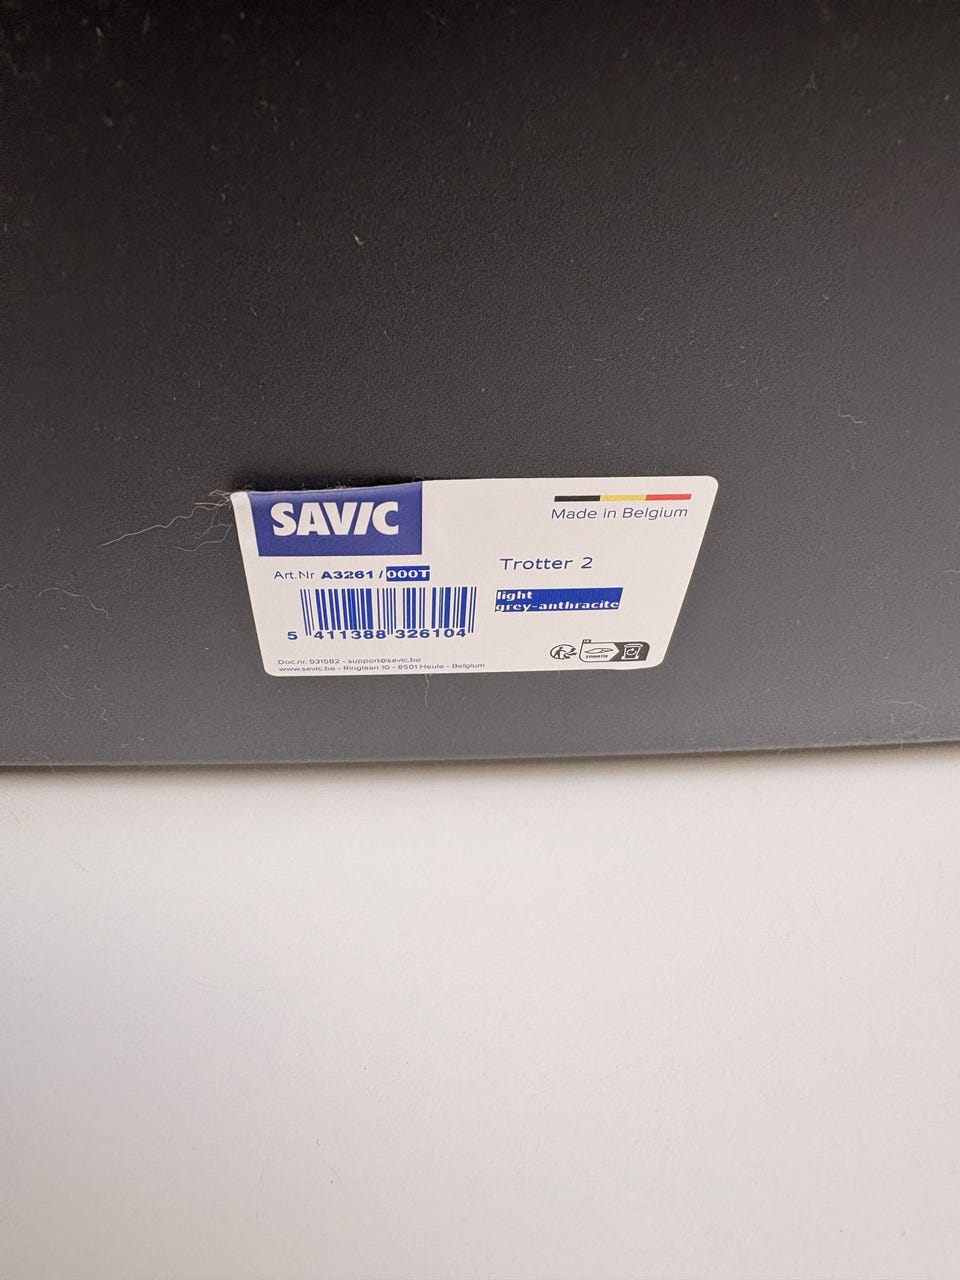 SAVIC
Made in Belgium
Art.Nr A3261 / 000T
Trotter 2
light
grey-anthracite
5 411388 326104
Doc.nr. 931582 - support@savic.be
www.savic.be - Ringlaan 10 - 8501 Heule - Belgium